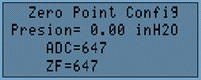 Zero Point Config
Presion= 0.00 inH2O
ADC=647
ZF=647